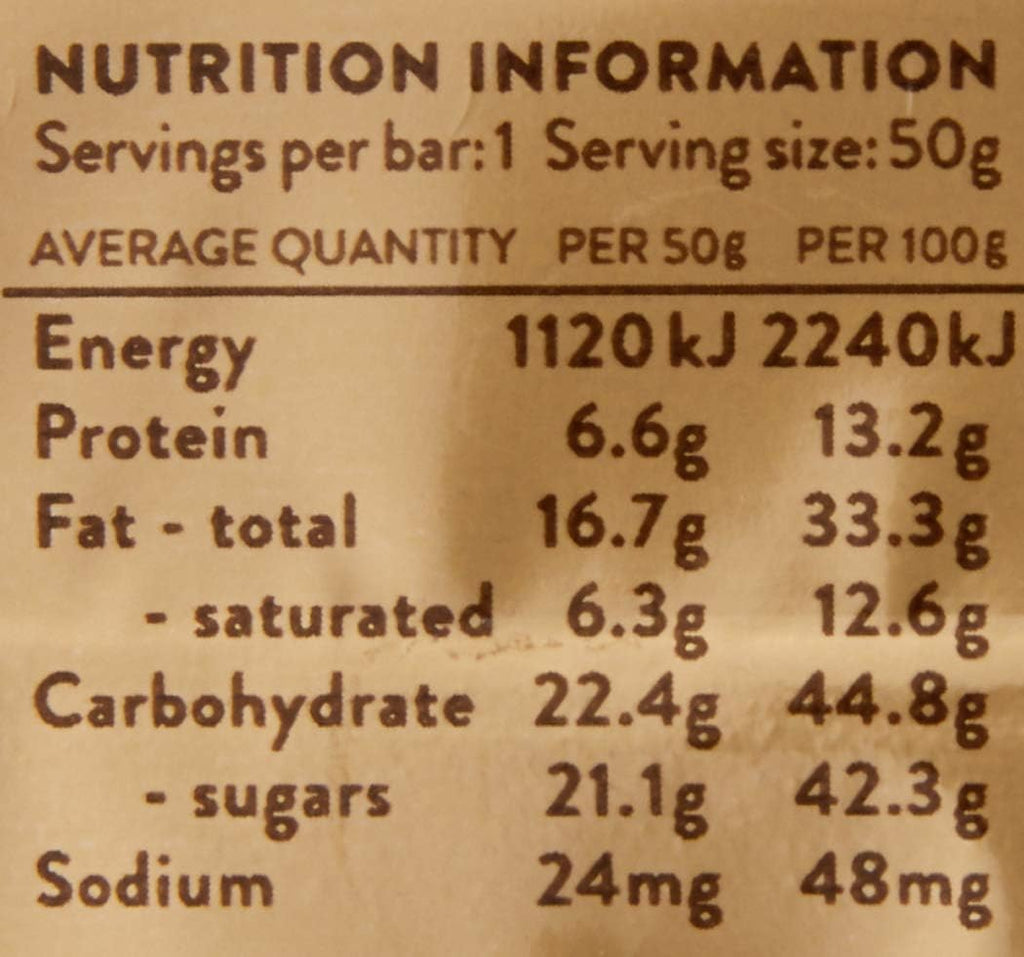 NUTRITION INFORMATION
Servings per bar: 1 Serving size: 50g
AVERAGE QUANTITY PER 50g PER 100g
Energy 1120 kJ 2240 kJ
Protein 6.6g 13.2g
Fat - total 16.7g 33.3g
- saturated 6.3g 12.6g
Carbohydrate 22.4g 44.8g
- sugars 21.1g 42.3g
Sodium 24mg 48mg